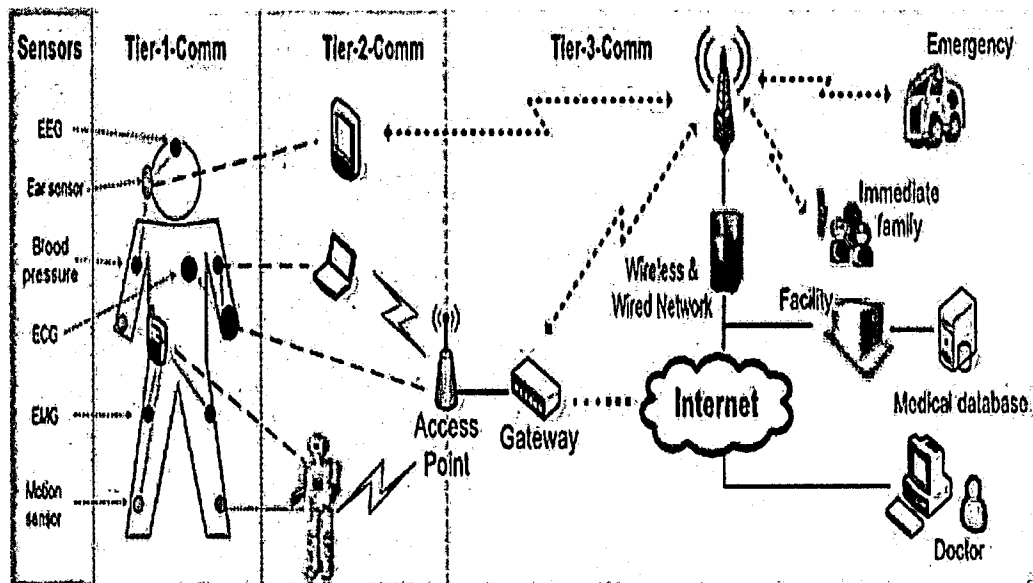 Sensors
Tier-1-Comm
Tier-2-Comm
Tier-3-Comm
Emergency
EEG
Ear sensor
Blood
pressure
ECG
EMG
Motion
sensor
Immediate
family
Wireless &
Wired Network
Facility
Internet
Medical database
Access
Point
Gateway
Doctor